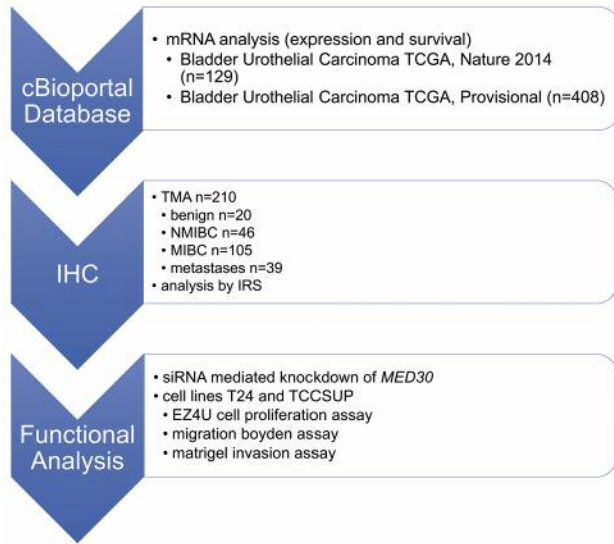 cBioportal
Database
• mRNA analysis (expression and survival)
• Bladder Urothelial Carcinoma TCGA, Nature 2014
(n=129)
• Bladder Urothelial Carcinoma TCGA, Provisional (n=408)
IHC
• TMA n=210
• benign n=20
• NMIBC n=46
• MIBC n=105
• metastases n=39
• analysis by IRS
Functional
Analysis
• siRNA mediated knockdown of MED30
• cell lines T24 and TCCSUP
• EZ4U cell proliferation assay
• migration boyden assay
• matrigel invasion assay